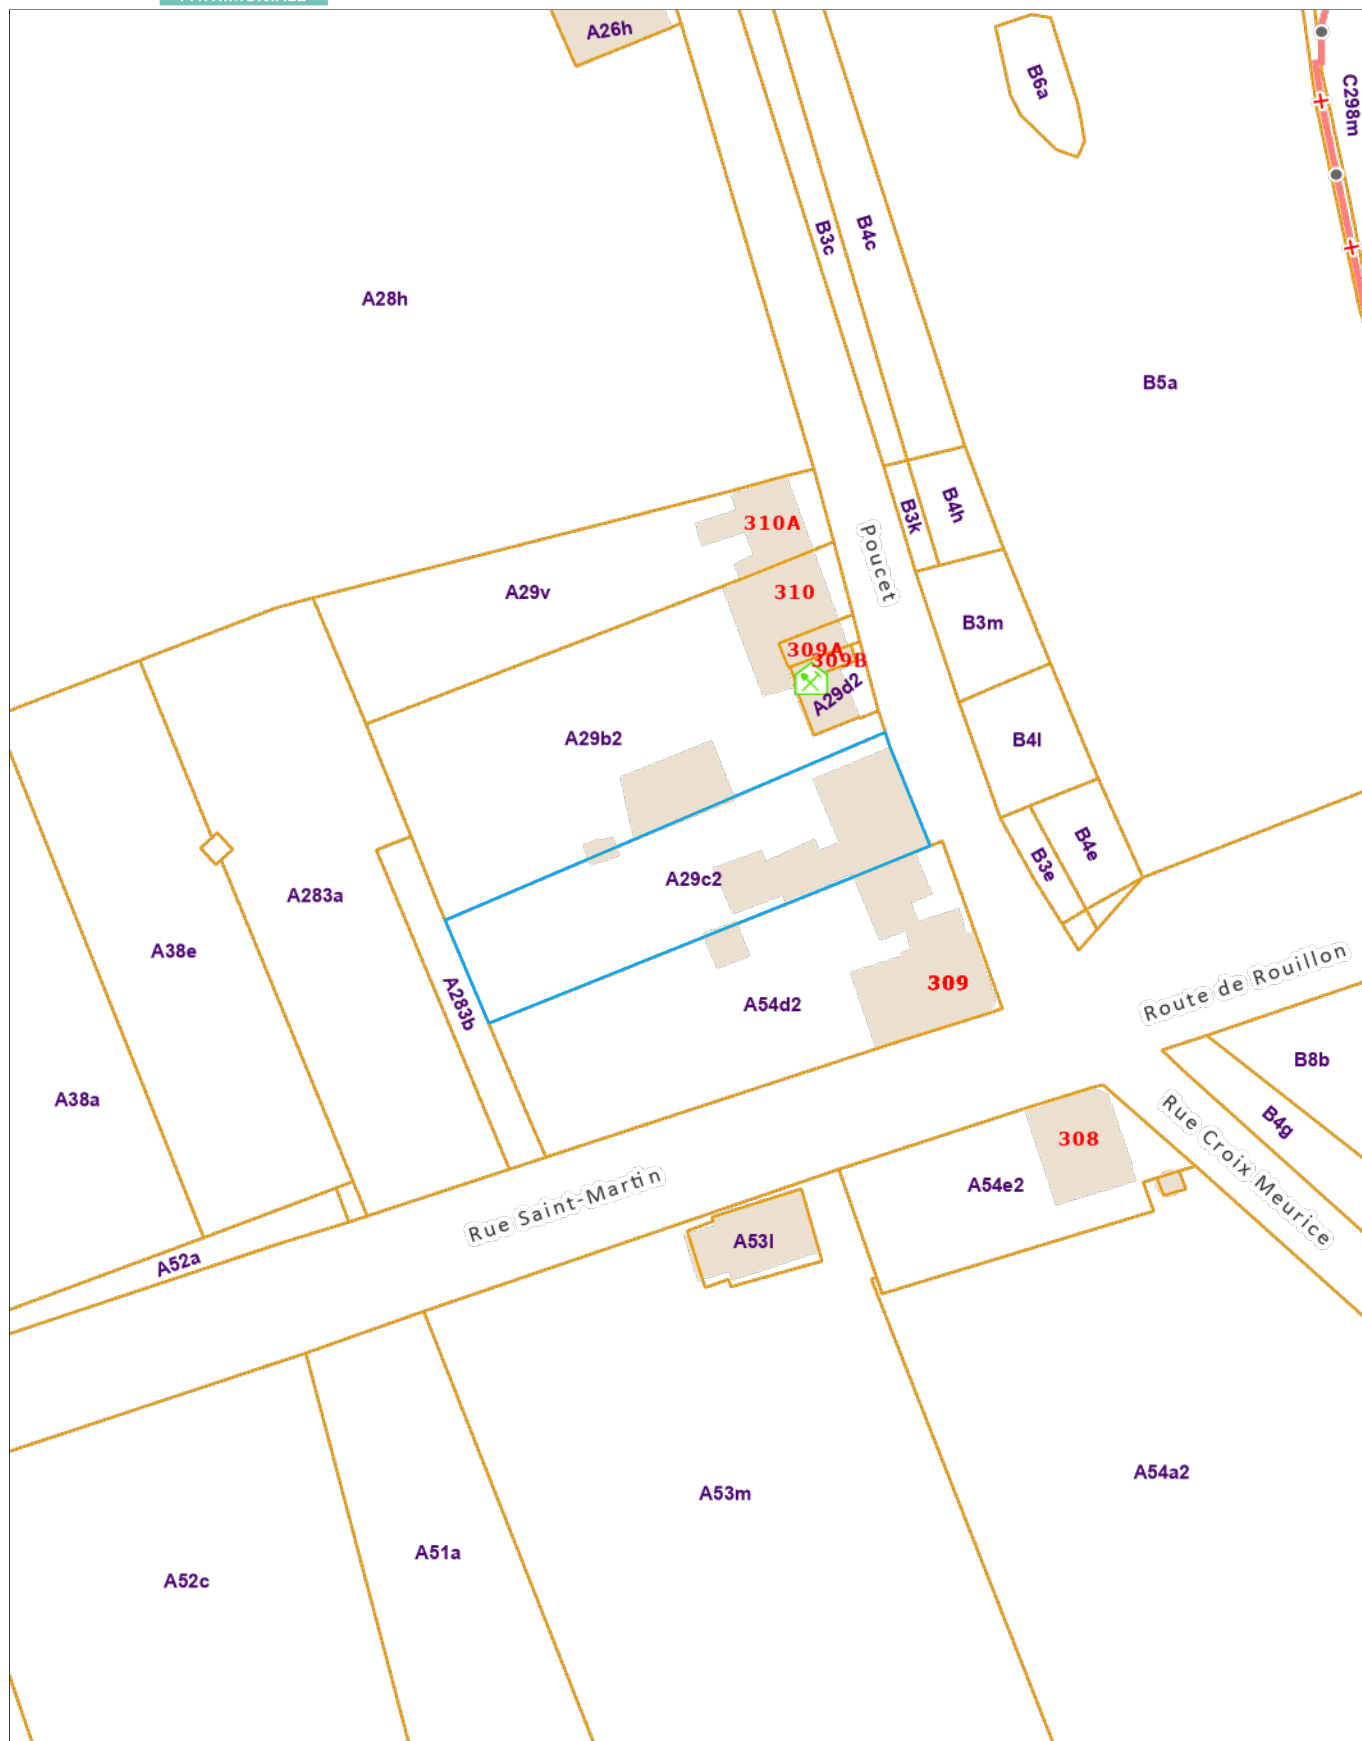 A26h
B6a
C298m
B3c
B4c
A28h
B5a
310A
B3k
B4h
Poucet
A29v
310
B3m
309A
309B
A29d2
A29b2
B4l
B4e
B3e
A29c2
A283a
A38e
A283b
309
A54d2
Route de Rouillon
B8b
A38a
B4g
Rue Croix Meurice
308
A54e2
Rue Saint-Martin
A53l
A52a
A54a2
A53m
A51a
A52c